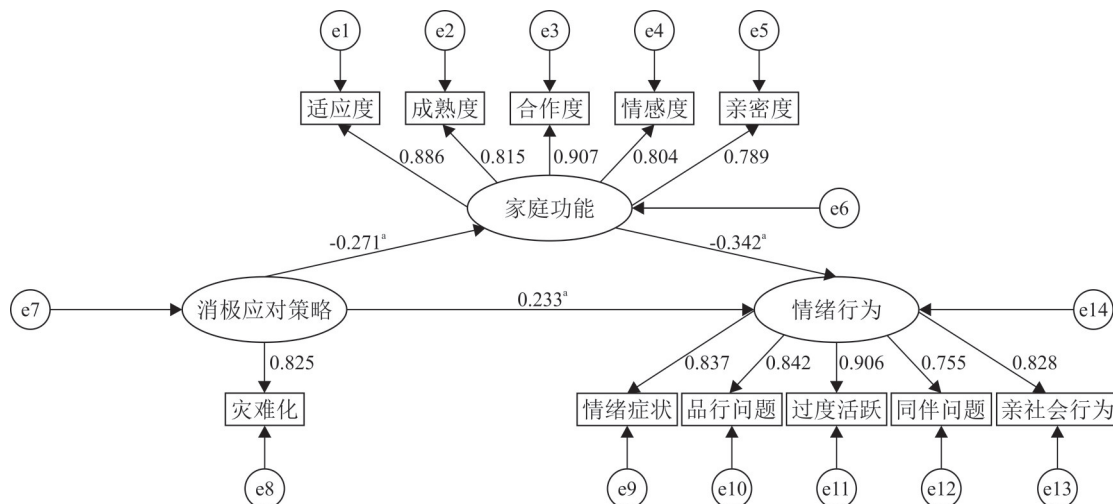 e1 e2 e3 e4 e5
适应度 成熟度 合作度 情感度 亲密度
0.886 0.815 0.907 0.804 0.789
家庭功能 e6
-0.271ᵃ -0.342ᵃ
e7 消极应对策略 0.233ᵃ 情绪行为 e14
0.825 0.837 0.842 0.906 0.755 0.828
灾难化 情绪症状 品行问题 过度活跃 同伴问题 亲社会行为
e8 e9 e10 e11 e12 e13